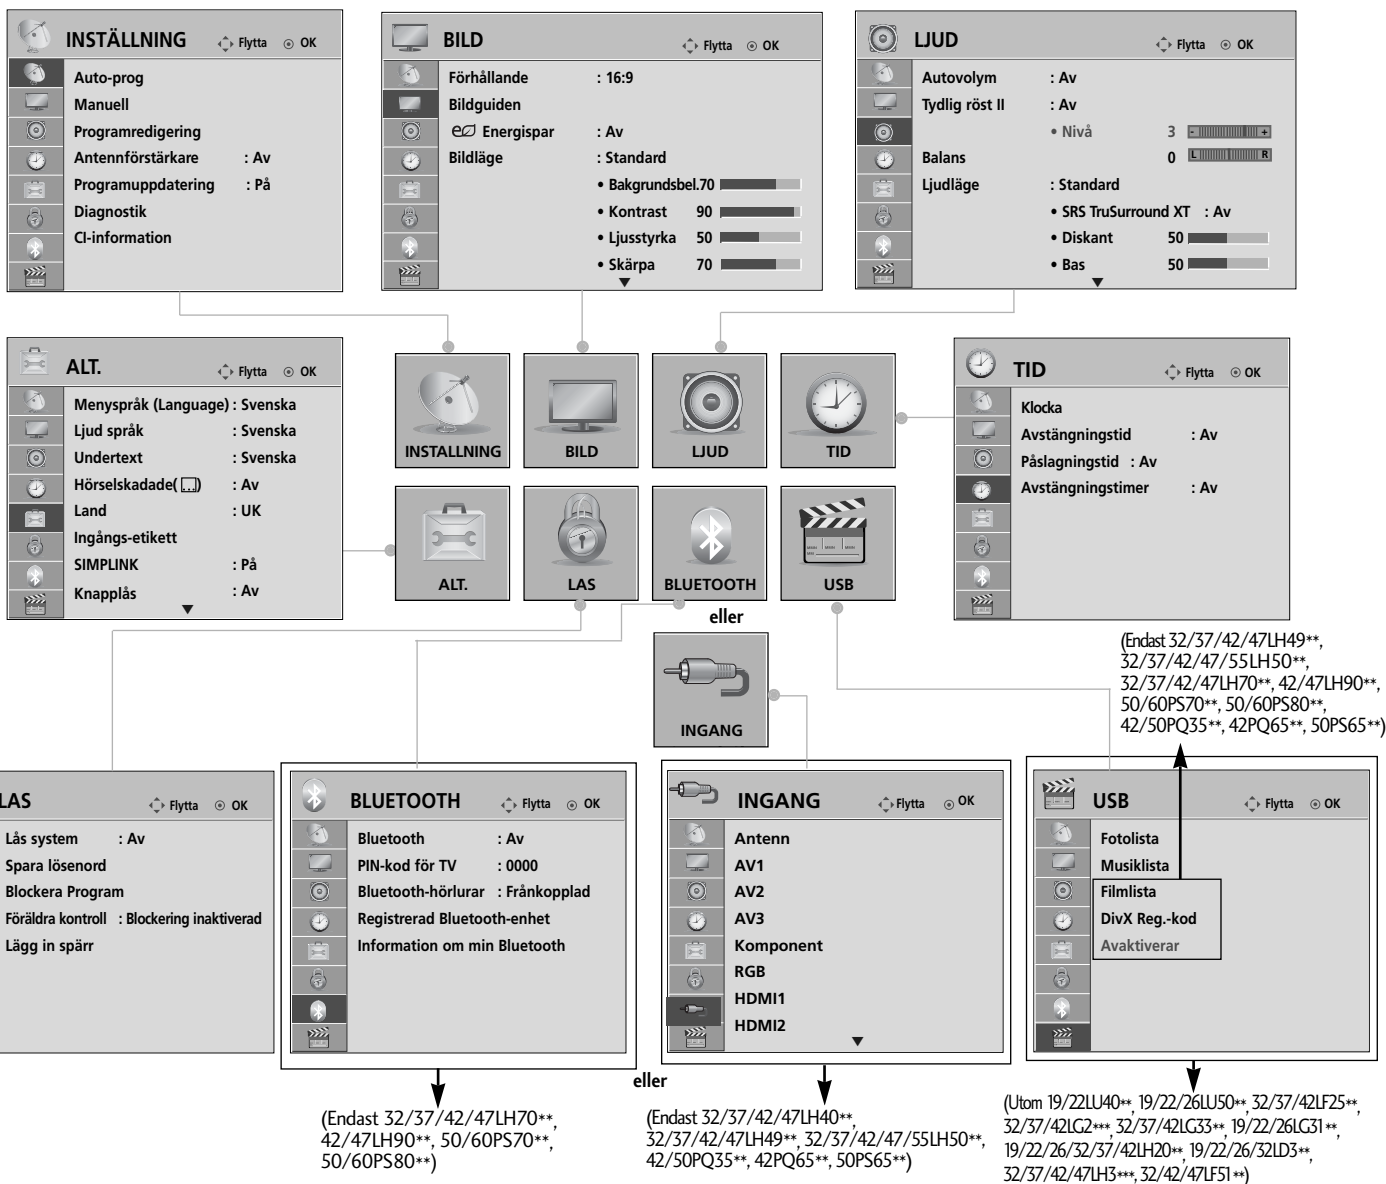 INSTÄLLNING Flytta OK
Auto-prog
Manuell
Programredigering
Antennförstärkare : Av
Programuppdatering : På
Diagnostik
CI-information
BILD Flytta OK
Förhållande : 16:9
Bildguiden
Energispar : Av
Bildläge : Standard
• Bakgrundsbel.70
• Kontrast 90
• Ljusstyrka 50
• Skärpa 70
LJUD Flytta OK
Autovolym : Av
Tydlig röst II : Av
• Nivå 3 - +
Balans 0 L R
Ljudläge : Standard
• SRS TruSurround XT : Av
• Diskant 50
• Bas 50
ALT. Flytta OK
Menyspråk (Language) : Svenska
Ljud språk : Svenska
Undertext : Svenska
Hörselskadade( ) : Av
Land : UK
Ingångs-etikett
SIMPLINK : På
Knapplås : Av
INSTALLNING
BILD
LJUD
TID
ALT.
LAS
BLUETOOTH
USB
eller
INGANG
TID Flytta OK
Klocka
Avstängningstid : Av
Påslagningstid : Av
Avstängningstimer : Av
(Endast 32/37/42/47LH49**,
32/37/42/47/55LH50**,
32/37/42/47LH70**, 42/47LH90**,
50/60PS70**, 50/60PS80**,
42/50PQ35**, 42PQ65**, 50PS65**)
LAS Flytta OK
Lås system : Av
Spara lösenord
Blockera Program
Föräldra kontroll : Blockering inaktiverad
Lägg in spärr
BLUETOOTH Flytta OK
Bluetooth : Av
PIN-kod för TV : 0000
Bluetooth-hörlurar : Frånkopplad
Registrerad Bluetooth-enhet
Information om min Bluetooth
INGANG Flytta OK
Antenn
AV1
AV2
AV3
Komponent
RGB
HDMI1
HDMI2
USB Flytta OK
Fotolista
Musiklista
Filmlista
DivX Reg.-kod
Avaktiverar
eller
(Endast 32/37/42/47LH70**,
42/47LH90**, 50/60PS70**,
50/60PS80**)
(Endast 32/37/42/47LH40**,
32/37/42/47LH49**, 32/37/42/47/55LH50**,
42/50PQ35**, 42PQ65**, 50PS65**)
(Utom 19/22LU40**, 19/22/26LU50**, 32/37/42LF25**,
32/37/42LG2***, 32/37/42LG33**, 19/22/26LG31**,
19/22/26/32/37/42LH20**, 19/22/26/32LD3**,
32/37/42/47LH3***, 32/42/47LF51**)